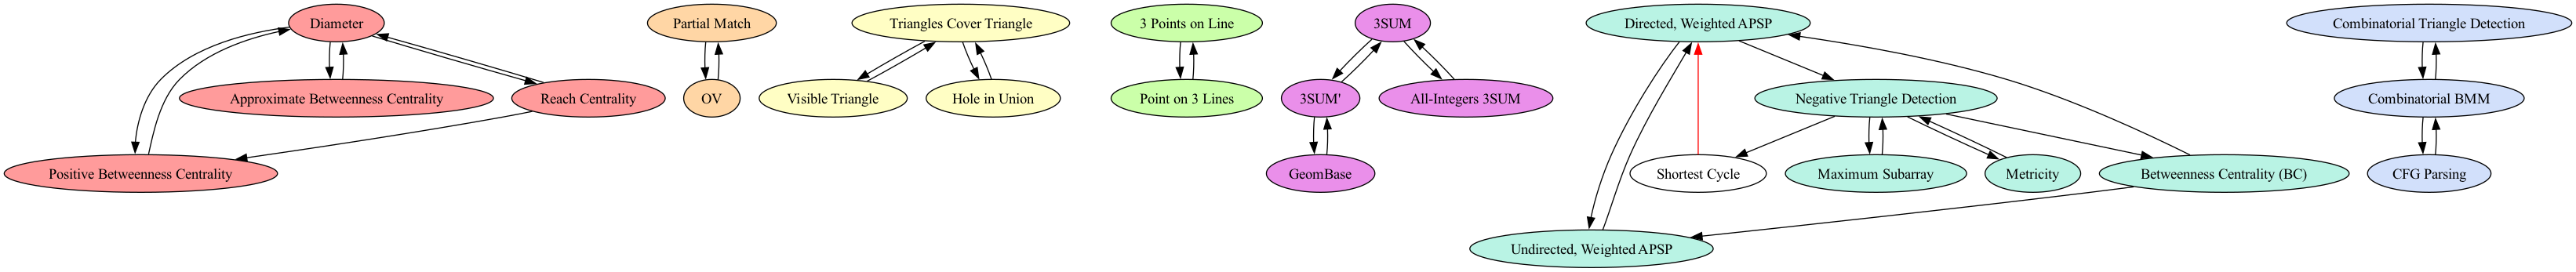 Diameter
Partial Match
Triangles Cover Triangle
3 Points on Line
3SUM
Directed, Weighted APSP
Combinatorial Triangle Detection
Approximate Betweenness Centrality
Reach Centrality
OV
Visible Triangle
Hole in Union
Point on 3 Lines
3SUM'
All-Integers 3SUM
Negative Triangle Detection
Combinatorial BMM
Positive Betweenness Centrality
GeomBase
Shortest Cycle
Maximum Subarray
Metricity
Betweenness Centrality (BC)
CFG Parsing
Undirected, Weighted APSP